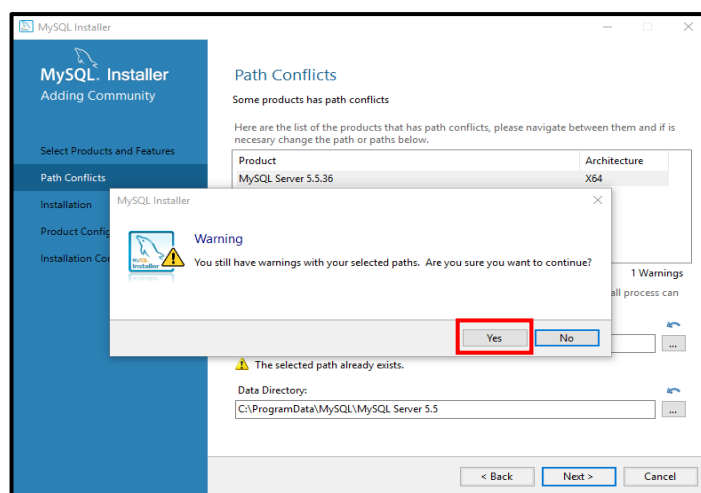 MySQL Installer
MySQL. Installer
Adding Community
Select Products and Features
Path Conflicts
Installation
Product Config
Installation Co
Path Conflicts
Some products has path conflicts
Here are the list of the products that has path conflicts, please navigate between them and if is
necesary change the path or paths below.
Product Architecture
MySQL Server 5.5.36 X64
MySQL Installer
Warning
You still have warnings with your selected paths. Are you sure you want to continue?
MySQL
Installer
Yes No
1 Warnings
all process can
...
The selected path already exists.
Data Directory:
C:\ProgramData\MySQL\MySQL Server 5.5
...
< Back Next > Cancel